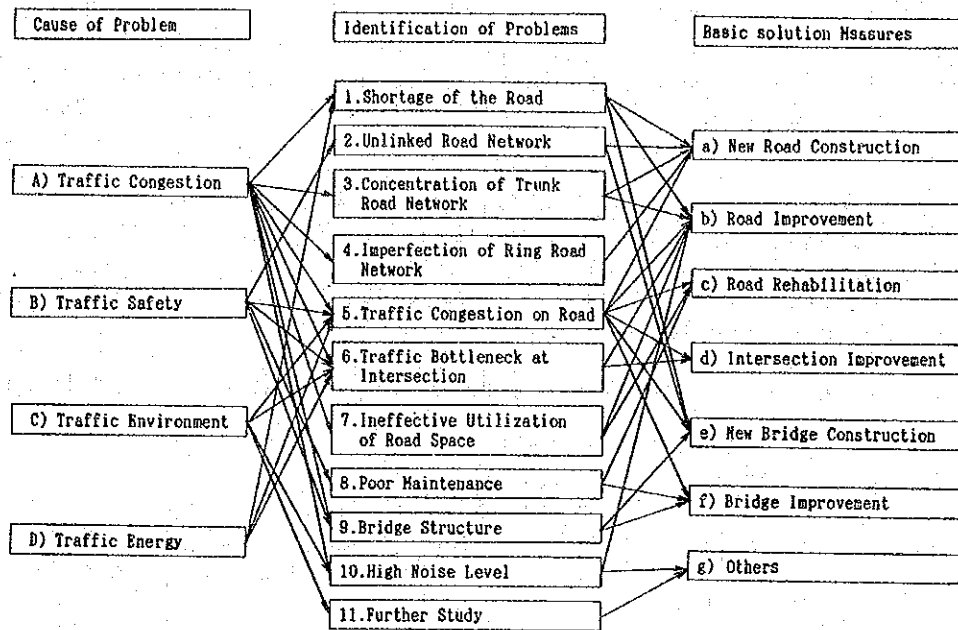 Cause of Problem
Identification of Problems
Basic solution Measures
1.Shortage of the Road
2.Unlinked Road Network
3.Concentration of Trunk
Road Network
4.Imperfection of Ring Road
Network
5.Traffic Congestion on Road
6.Traffic Bottleneck at
Intersection
7.Ineffective Utilization
of Road Space
8.Poor Maintenance
9.Bridge Structure
10.High Noise Level
11.Further Study
A) Traffic Congestion
B) Traffic Safety
C) Traffic Environment
D) Traffic Energy
a) New Road Construction
b) Road Improvement
c) Road Rehabilitation
d) Intersection Improvement
e) New Bridge Construction
f) Bridge Improvement
g) Others